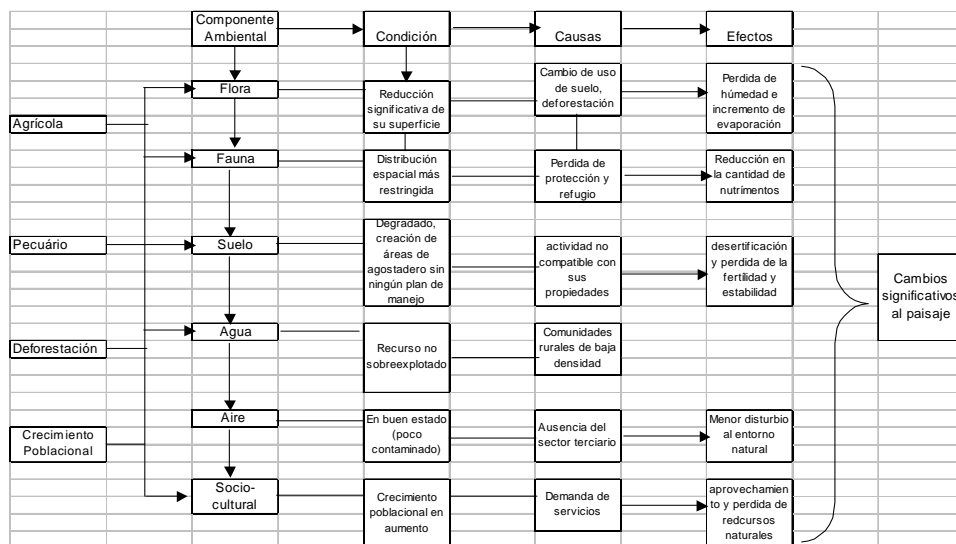 Componente
Ambiental
Condición
Causas
Efectos
Flora
Reducción
significativa de
su superficie
Cambio de uso
de suelo,
deforestación
Perdida de
húmedad e
incremento de
evaporación
Agrícola
Fauna
Distribución
espacial más
restringida
Perdida de
protección y
refugio
Reducción en
la cantidad de
nutrímentos
Pecuário
Suelo
Degradado,
creación de
áreas de
agostadero sin
ningún plan de
manejo
actividad no
compatible con
sus
propiedades
desertificación
y perdida de la
fertilidad y
estabilidad
Cambios
significativos
al paisaje
Deforestación
Agua
Recurso no
sobreexplotado
Comunidades
rurales de baja
densidad
Crecimiento
Poblacional
Aire
En buen estado
(poco
contaminado)
Ausencia del
sector terciario
Menor disturbio
al entorno
natural
Socio-
cultural
Crecimiento
poblacional en
aumento
Demanda de
servicios
aprovechamien
to y perdida de
redcursos
naturales